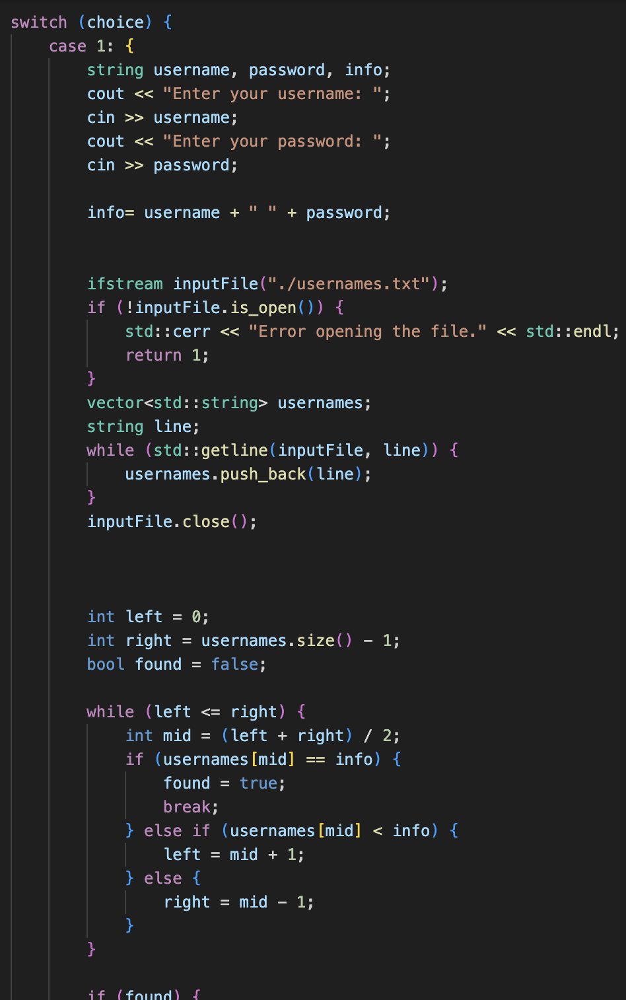 switch (choice) {
    case 1: {
        string username, password, info;
        cout << "Enter your username: ";
        cin >> username;
        cout << "Enter your password: ";
        cin >> password;

        info= username + " " + password;


        ifstream inputFile("./usernames.txt");
        if (!inputFile.is_open()) {
            std::cerr << "Error opening the file." << std::endl;
            return 1;
        }
        vector<std::string> usernames;
        string line;
        while (std::getline(inputFile, line)) {
            usernames.push_back(line);
        }
        inputFile.close();




        int left = 0;
        int right = usernames.size() - 1;
        bool found = false;

        while (left <= right) {
            int mid = (left + right) / 2;
            if (usernames[mid] == info) {
                found = true;
                break;
            } else if (usernames[mid] < info) {
                left = mid + 1;
            } else {
                right = mid - 1;
            }
        }

        if (found) {